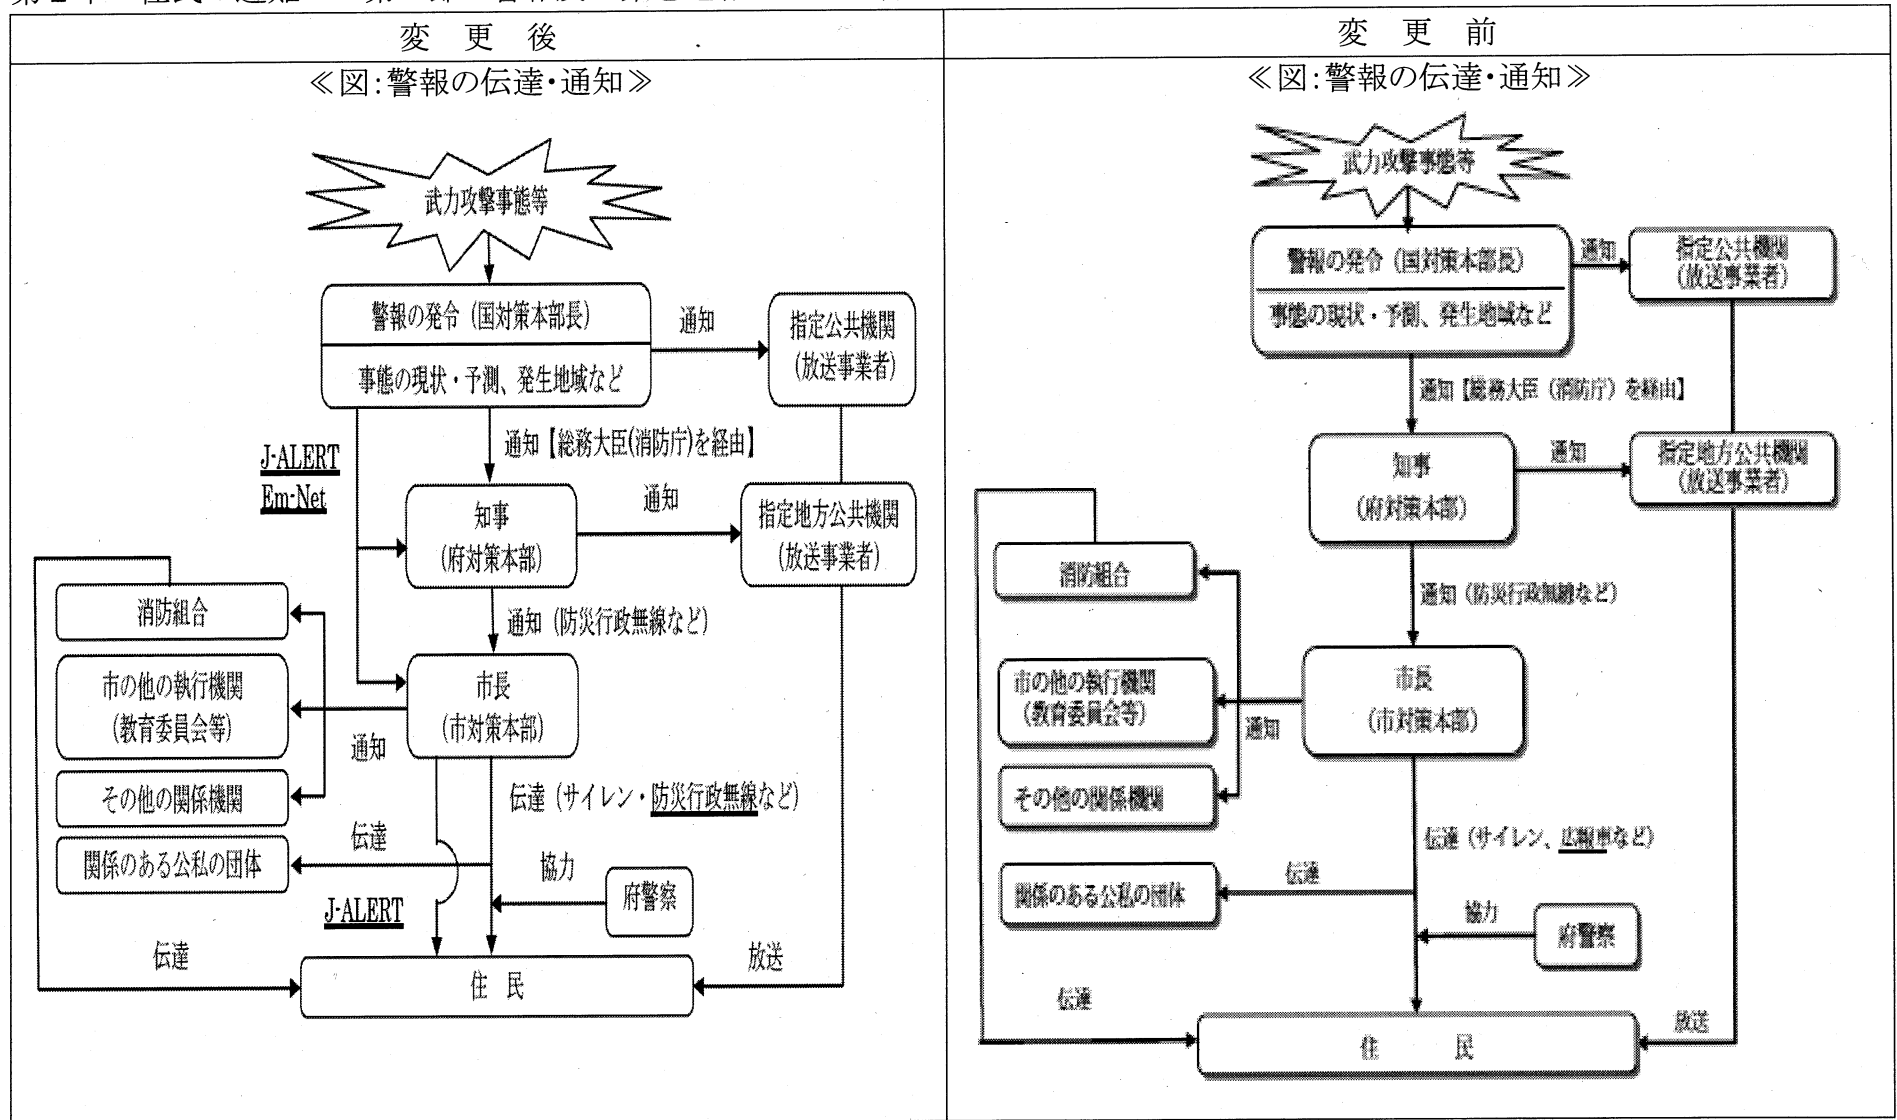 変更後
≪図:警報の伝達・通知≫
武力攻撃事態等
警報の発令（国対策本部長）
事態の現状・予測、発生地域など
通知
指定公共機関
(放送事業者)
J-ALERT
Em-Net
通知【総務大臣(消防庁)を経由】
知事
(府対策本部)
通知
指定地方公共機関
(放送事業者)
通知（防災行政無線など）
消防組合
市の他の執行機関
(教育委員会等)
その他の関係機関
関係のある公私の団体
市長
(市対策本部)
通知
伝達（サイレン・防災行政無線など）
伝達
協力
府警察
J-ALERT
伝達
放送
住民
変更前
≪図:警報の伝達・通知≫
武力攻撃事態等
警報の発令（国対策本部長）
事態の現状・予測、発生地域など
通知
指定公共機関
(放送事業者)
通知【総務大臣（消防庁）を経由】
知事
(府対策本部)
通知
指定地方公共機関
(放送事業者)
通知（防災行政無線など）
消防組合
市の他の執行機関
(教育委員会等)
その他の関係機関
関係のある公私の団体
市長
(市対策本部)
通知
伝達（サイレン、広報車など）
伝達
協力
府警察
伝達
放送
住民